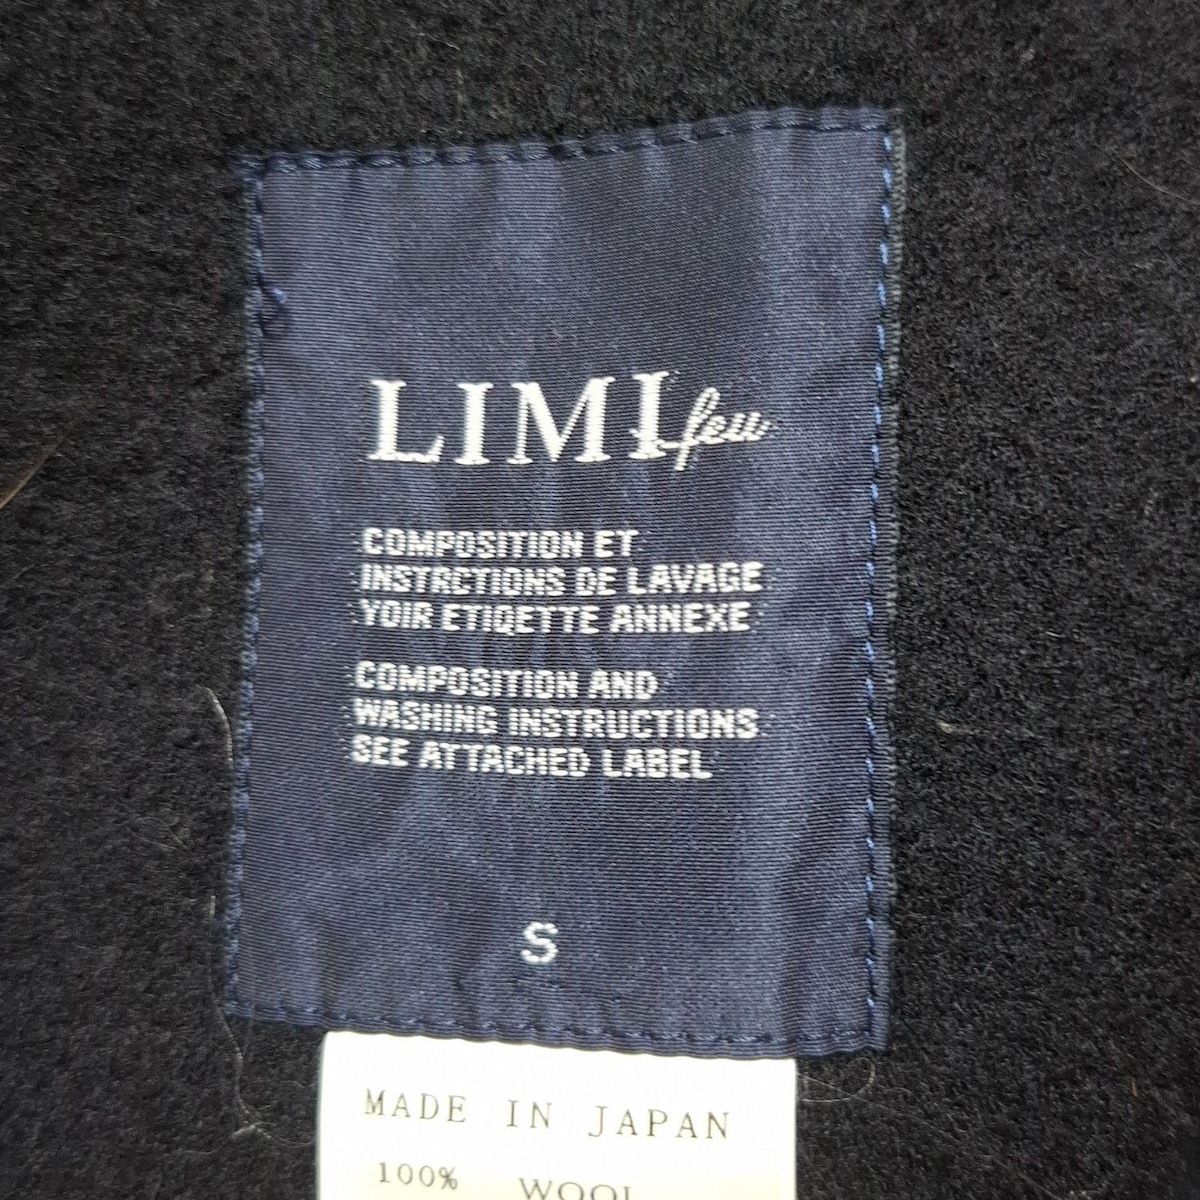 LIMI feu
COMPOSITION ET
INSTRCTIONS DE LAVAGE
VOIR ETIQETTE ANNEXE
COMPOSITION AND
WASHING INSTRUCTIONS
SEE ATTACHED LABEL
S
MADE IN JAPAN
100% WOOL